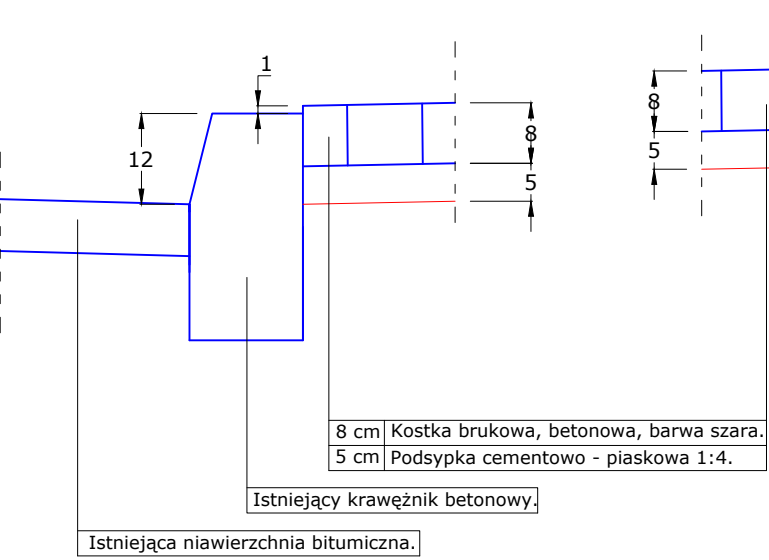 1
12
8
5
8
5
8 cm Kostka brukowa, betonowa, barwa szara.
5 cm Podsypka cementowo - piaskowa 1:4.
Istniejący krawężnik betonowy.
Istniejąca niawierzchnia bitumiczna.